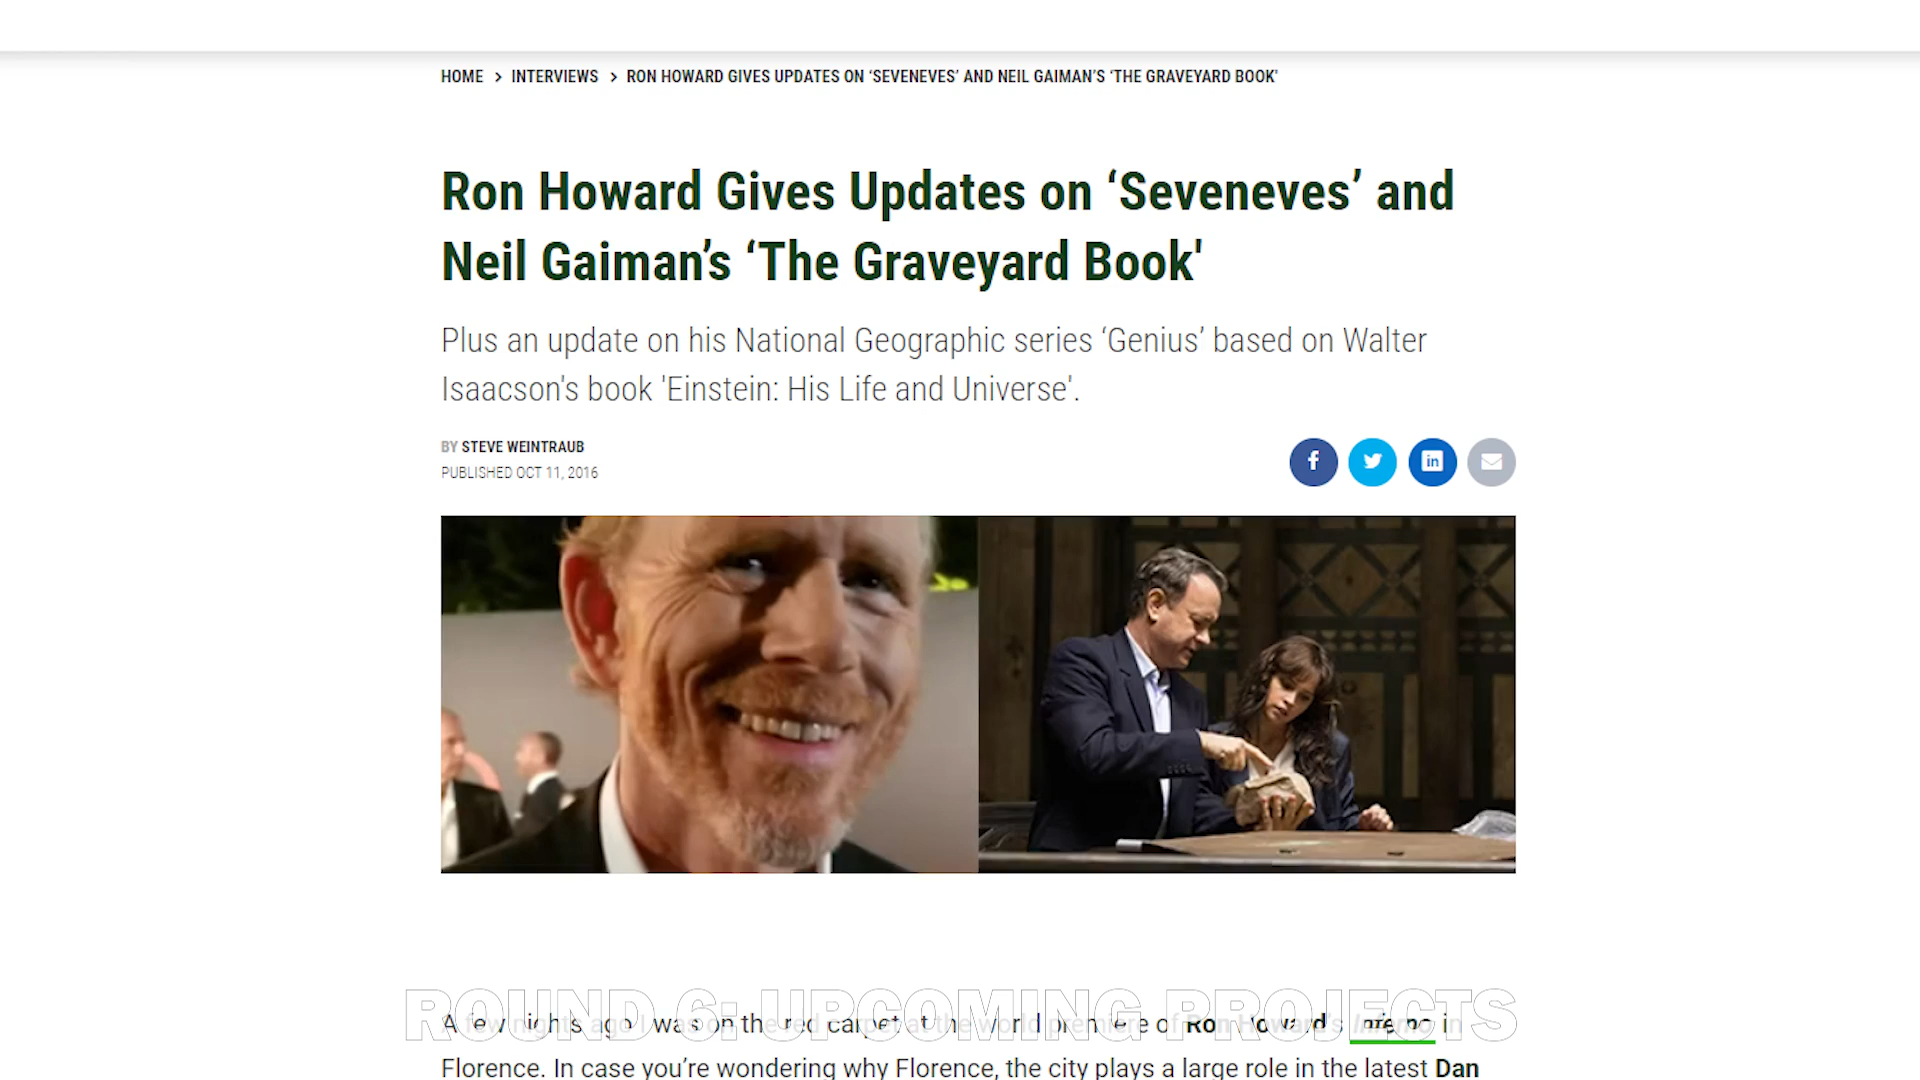 HOME > INTERVIEWS > RON HOWARD GIVES UPDATES ON ‘SEVENEVES’ AND NEIL GAIMAN’S ‘THE GRAVEYARD BOOK'
Ron Howard Gives Updates on ‘Seveneves’ and
Neil Gaiman’s ‘The Graveyard Book'
Plus an update on his National Geographic series ‘Genius’ based on Walter
Isaacson's book 'Einstein: His Life and Universe'.
BY STEVE WEINTRAUB
PUBLISHED OCT 11, 2016
ROUND 6: UPCOMING PROJECTS
A few nights ago I was on the red carpet at the world premiere of Ron Howard’s Inferno in
Florence. In case you’re wondering why Florence, the city plays a large role in the latest Dan